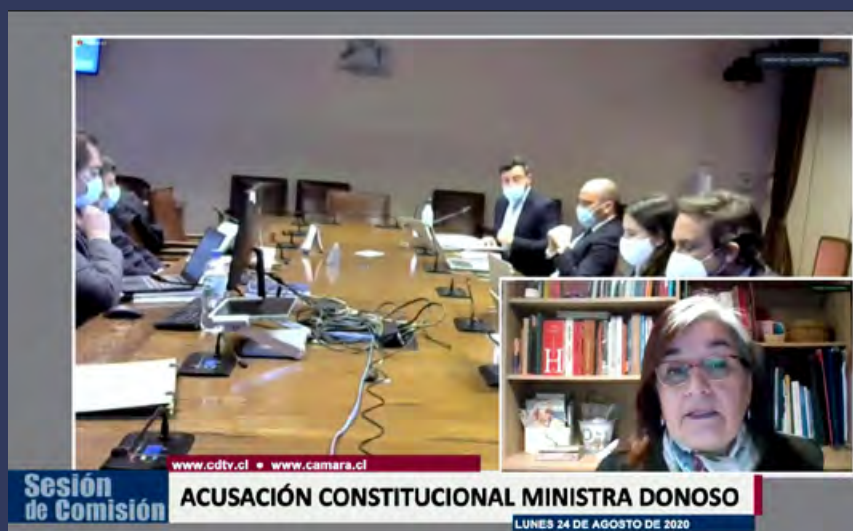 H
www.cdtv.cl • www.camara.cl
Sesión
de Comisión
ACUSACIÓN CONSTITUCIONAL MINISTRA DONOSO
LUNES 24 DE AGOSTO DE 2020